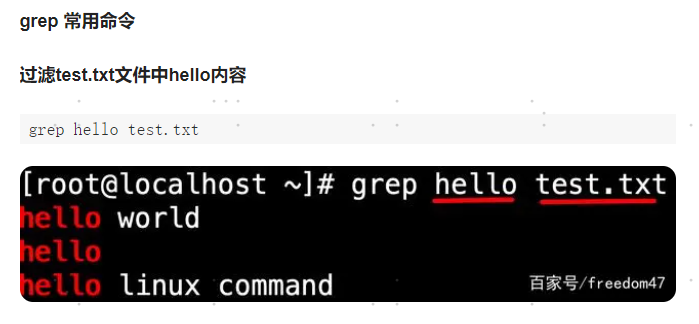 grep 常用命令
过滤test.txt文件中hello内容
grep hello test.txt
[root@localhost ~]# grep hello test.txt
hello world
hello
hello linux command
百家号/freedom47